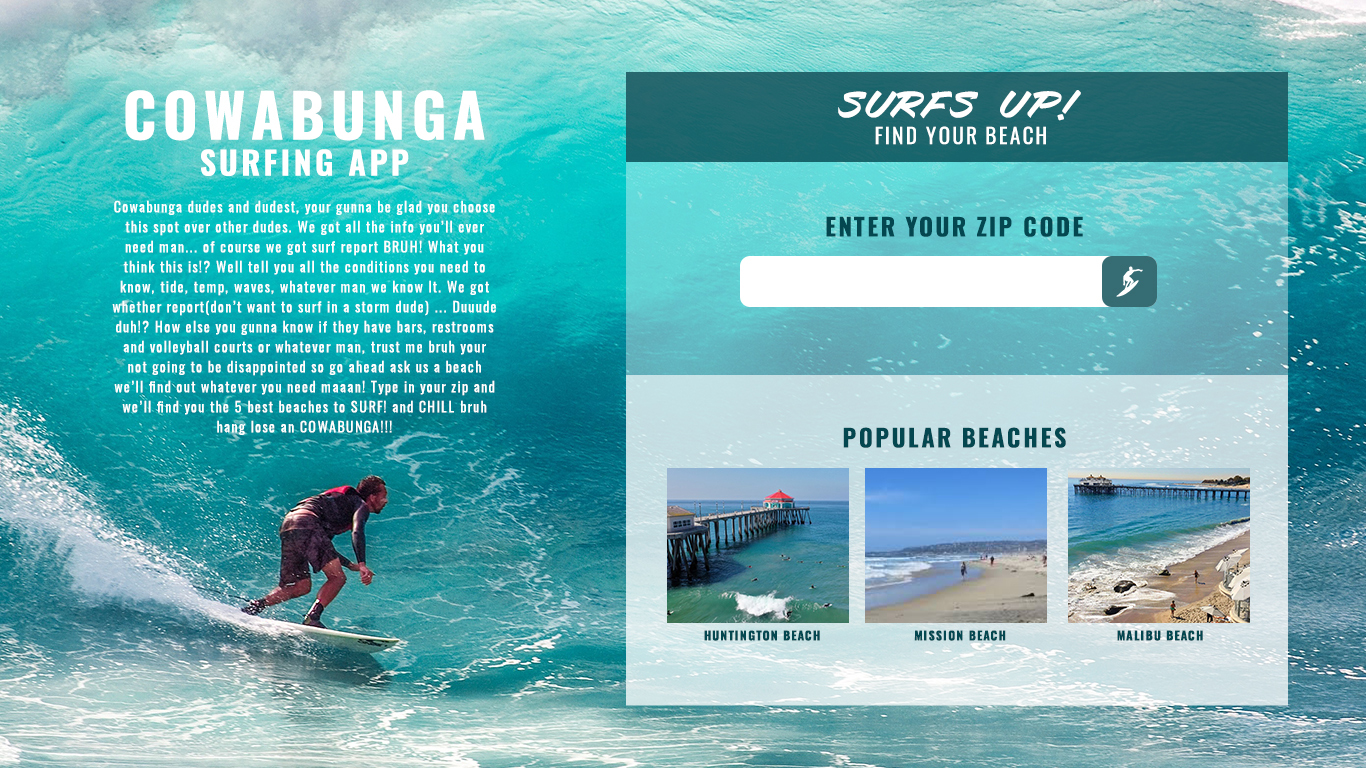 COWABUNGA
SURFING APP
Cowabunga dudes and dudest, your gunna be glad you choose
this spot over other dudes. We got all the info you'll ever
need man... of course we got surf report BRUH! What you
think this is!? Well tell you all the conditions you need to
know, tide, temp, waves, whatever man we know It. We got
whether report(don't want to surf in a storm dude) ... Duuude
duh!? How else you gunna know if they have bars, restrooms
and volleyball courts or whatever man, trust me bruh your
not going to be disappointed so go ahead ask us a beach
we'll find out whatever you need maaan! Type in your zip and
we'll find you the 5 best beaches to SURF! and CHILL bruh
hang lose an COWABUNGA!!!
SURFS UP!
FIND YOUR BEACH
ENTER YOUR ZIP CODE
POPULAR BEACHES
HUNTINGTON BEACH
MISSION BEACH
MALIBU BEACH